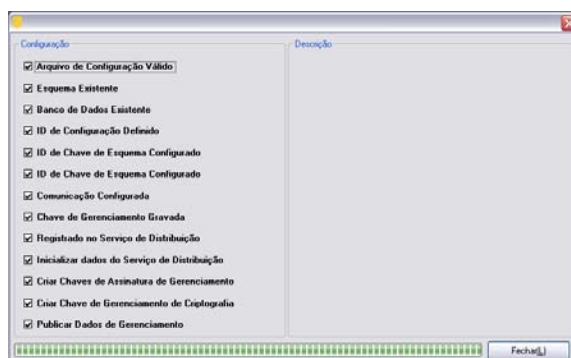 Configuração
Descrição
Arquivo de Configuração Válido
Esquema Existente
Banco de Dados Existente
ID de Configuração Definido
ID de Chave de Esquema Configurado
ID de Chave de Esquema Configurado
Comunicação Configurada
Chave de Gerenciamento Gravada
Registrado no Serviço de Distribuição
Inicializar dados do Serviço de Distribuição
Criar Chaves de Assinatura de Gerenciamento
Criar Chave de Gerenciamento de Criptografia
Publicar Dados de Gerenciamento
Fechar(L)